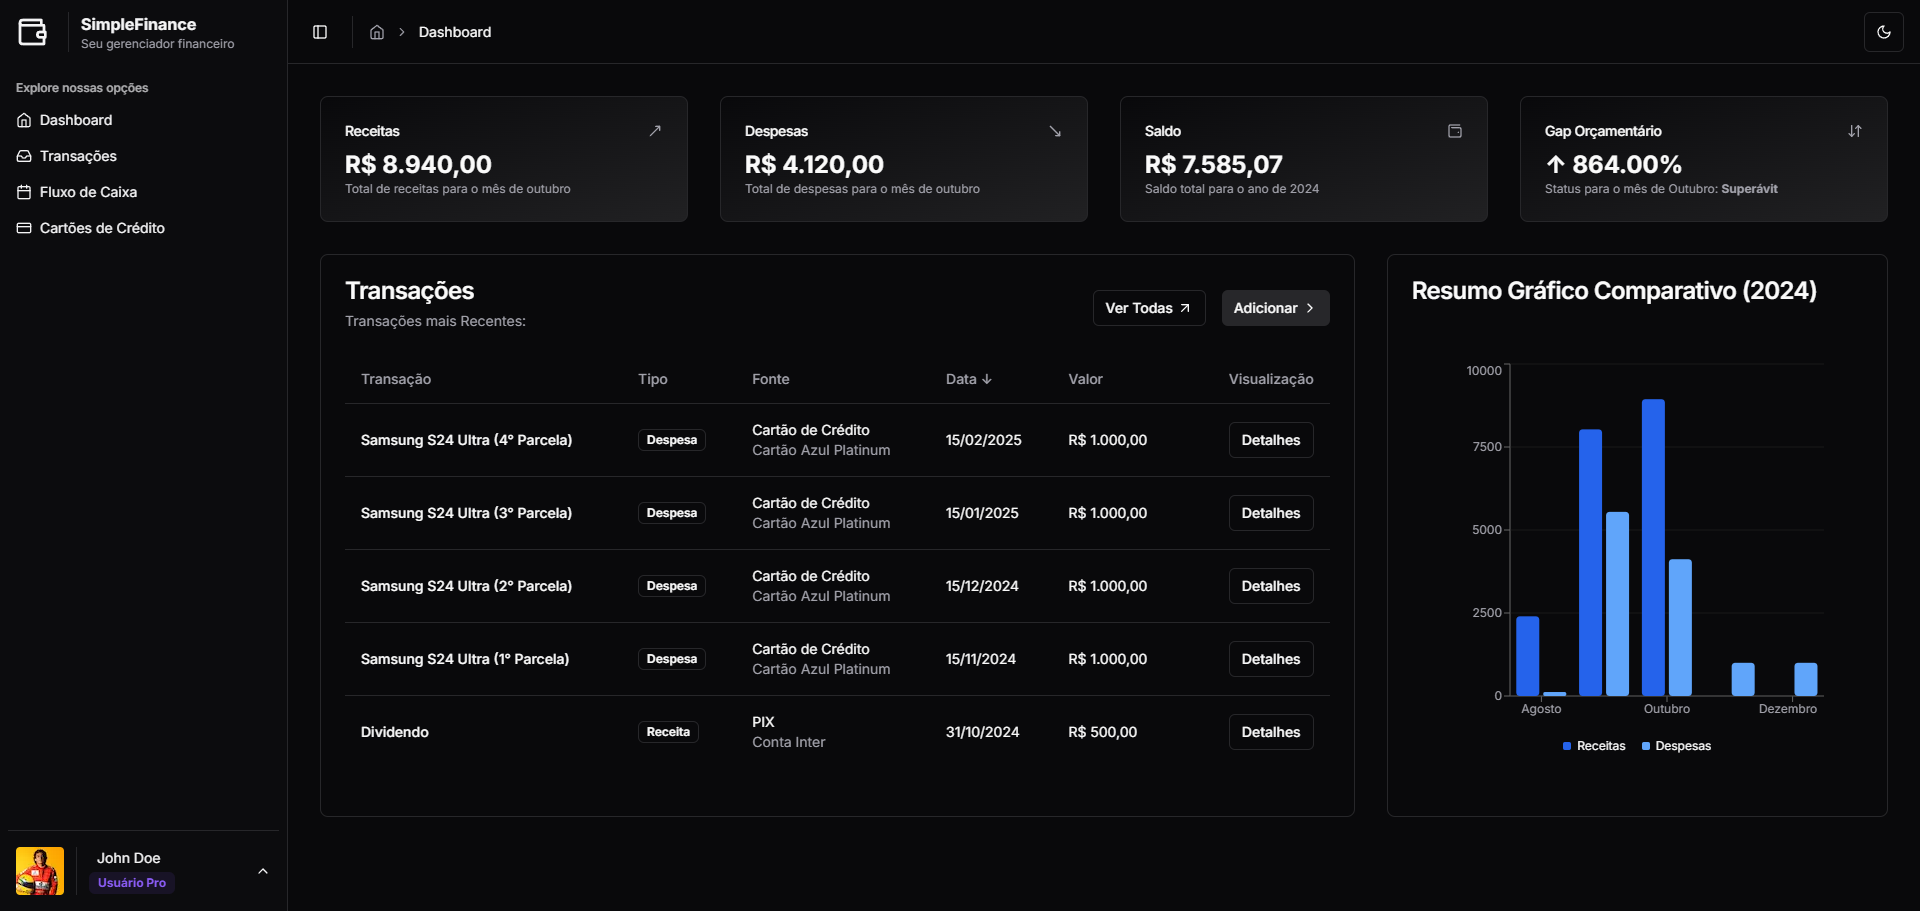 SimpleFinance
Seu gerenciador financeiro
Explore nossas opções
Dashboard
Transações
Fluxo de Caixa
Cartões de Crédito
John Doe
Usuário Pro
Dashboard
Receitas
R$ 8.940,00
Total de receitas para o mês de outubro
Despesas
R$ 4.120,00
Total de despesas para o mês de outubro
Saldo
R$ 7.585,07
Saldo total para o ano de 2024
Gap Orçamentário
↑ 864.00%
Status para o mês de Outubro: Superávit
Transações
Transações mais Recentes:
Ver Todas
Adicionar
Transação Tipo Fonte Data ↓ Valor Visualização
Samsung S24 Ultra (4° Parcela) Despesa Cartão de Crédito 15/02/2025 R$ 1.000,00 Detalhes
Cartão Azul Platinum
Samsung S24 Ultra (3° Parcela) Despesa Cartão de Crédito 15/01/2025 R$ 1.000,00 Detalhes
Cartão Azul Platinum
Samsung S24 Ultra (2° Parcela) Despesa Cartão de Crédito 15/12/2024 R$ 1.000,00 Detalhes
Cartão Azul Platinum
Samsung S24 Ultra (1° Parcela) Despesa Cartão de Crédito 15/11/2024 R$ 1.000,00 Detalhes
Cartão Azul Platinum
Dividendo Receita PIX 31/10/2024 R$ 500,00 Detalhes
Conta Inter
Resumo Gráfico Comparativo (2024)
10000
7500
5000
2500
0
Agosto Outubro Dezembro
Receitas Despesas